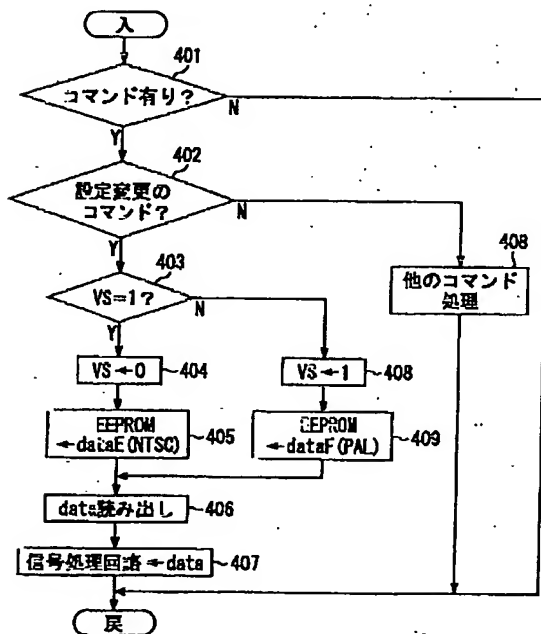 入
401
コマンド有り?
N
Y
402
設定変更の
コマンド?
N
Y
403
408
VS=1?
N
他のコマンド
処理
Y
VS←0
404
VS←1
408
EEPROM
←dataE(NTSC)
405
EEPROM
←dataF(PAL)
409
data読み出し
406
信号処理回路←data
407
戻